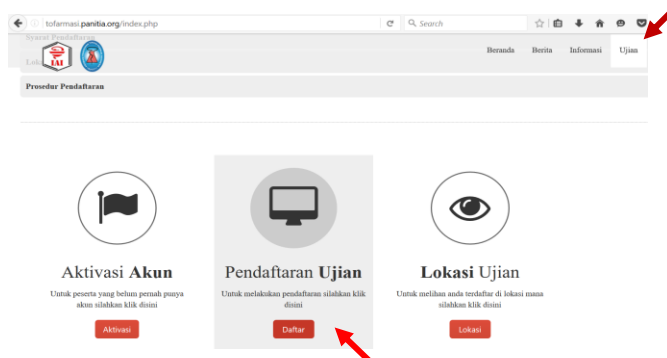 tofarmasi.panitia.org/index.php
Search
Syarat Pendaftaran
IAI
Beranda Berita Informasi Ujian
Prosedur Pendaftaran
Aktivasi Akun
Untuk peserta yang belum pernah punya
akun silahkan klik disini
Aktivasi
Pendaftaran Ujian
Untuk melakukan pendaftaran silahkan klik
disini
Daftar
Lokasi Ujian
Untuk melihan anda terdaftar di lokasi mana
silahkan klik disini
Lokasi